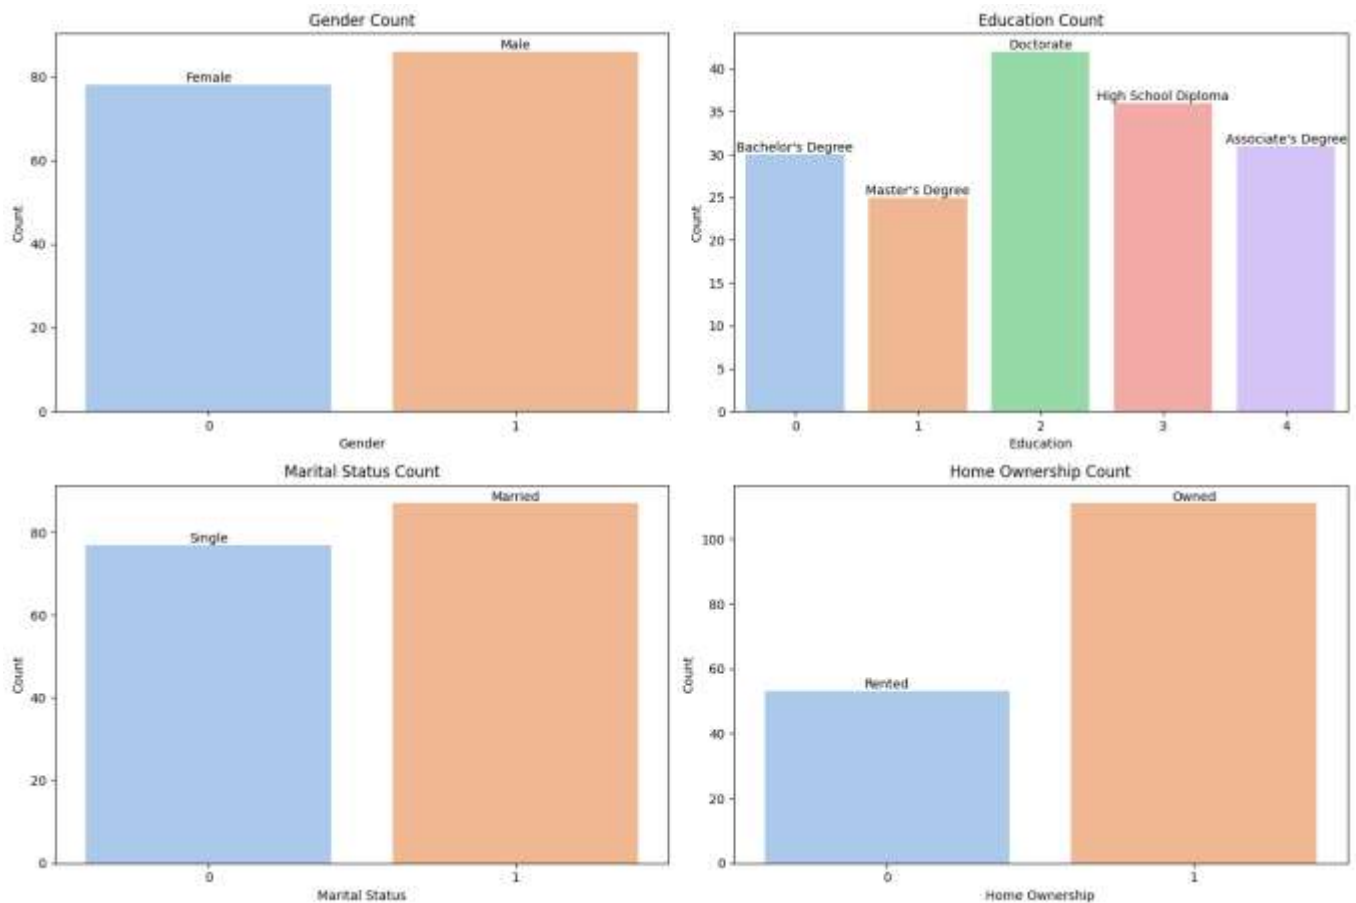 Gender Count
Male
Female
80
60
40
20
0
Count
0 1
Gender
Education Count
Doctorate
High School Diploma
Associate's Degree
Bachelor's Degree
Master's Degree
40
35
30
25
20
15
10
5
0
Count
0 1 2 3 4
Education
Marital Status Count
Married
Single
80
60
40
20
0
Count
0 1
Marital Status
Home Ownership Count
Owned
Rented
100
80
60
40
20
0
Count
0 1
Home Ownership